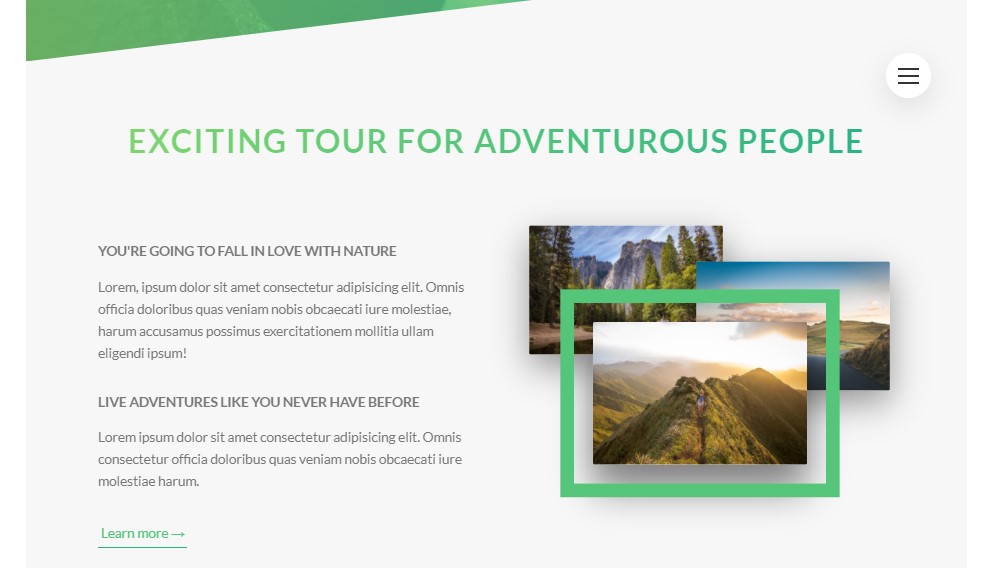 EXCITING TOUR FOR ADVENTUROUS PEOPLE
YOU'RE GOING TO FALL IN LOVE WITH NATURE
Lorem, ipsum dolor sit amet consectetur adipisicing elit. Omnis
officia doloribus quas veniam nobis obcaecati iure molestiae,
harum accusamus possimus exercitationem mollitia ullam
eligendi ipsum!
LIVE ADVENTURES LIKE YOU NEVER HAVE BEFORE
Lorem ipsum dolor sit amet consectetur adipisicing elit. Omnis
consectetur officia doloribus quas veniam nobis obcaecati iure
molestiae harum.
Learn more →